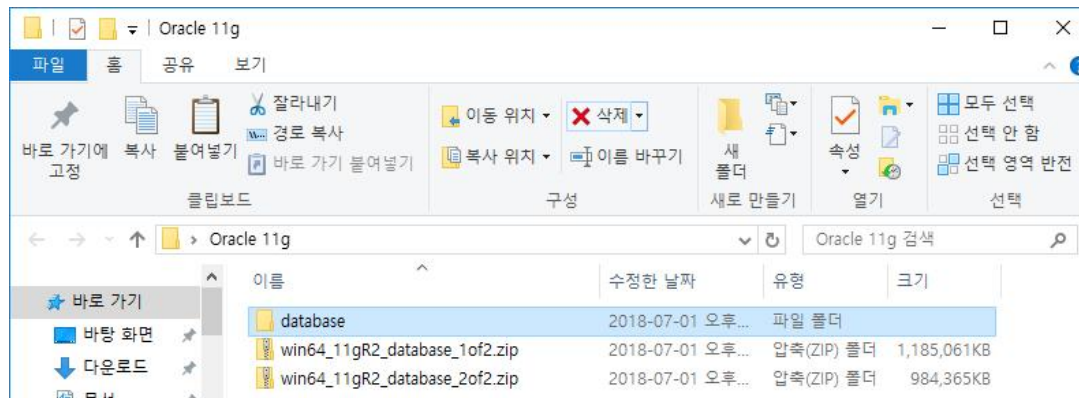 Oracle 11g
파일 홈 공유 보기
바로 가기에 고정
복사
붙여넣기
잘라내기
경로 복사
바로 가기 붙여넣기
클립보드
이동 위치
복사 위치
삭제
이름 바꾸기
구성
새 폴더
새로 만들기
속성
열기
모두 선택
선택 안 함
선택 영역 반전
선택
Oracle 11g
Oracle 11g 검색
이름 수정한 날짜 유형 크기
바로 가기
바탕 화면
다운로드
database 2018-07-01 오후... 파일 폴더
win64_11gR2_database_1of2.zip 2018-07-01 오후... 압축(ZIP) 폴더 1,185,061KB
win64_11gR2_database_2of2.zip 2018-07-01 오후... 압축(ZIP) 폴더 984,365KB